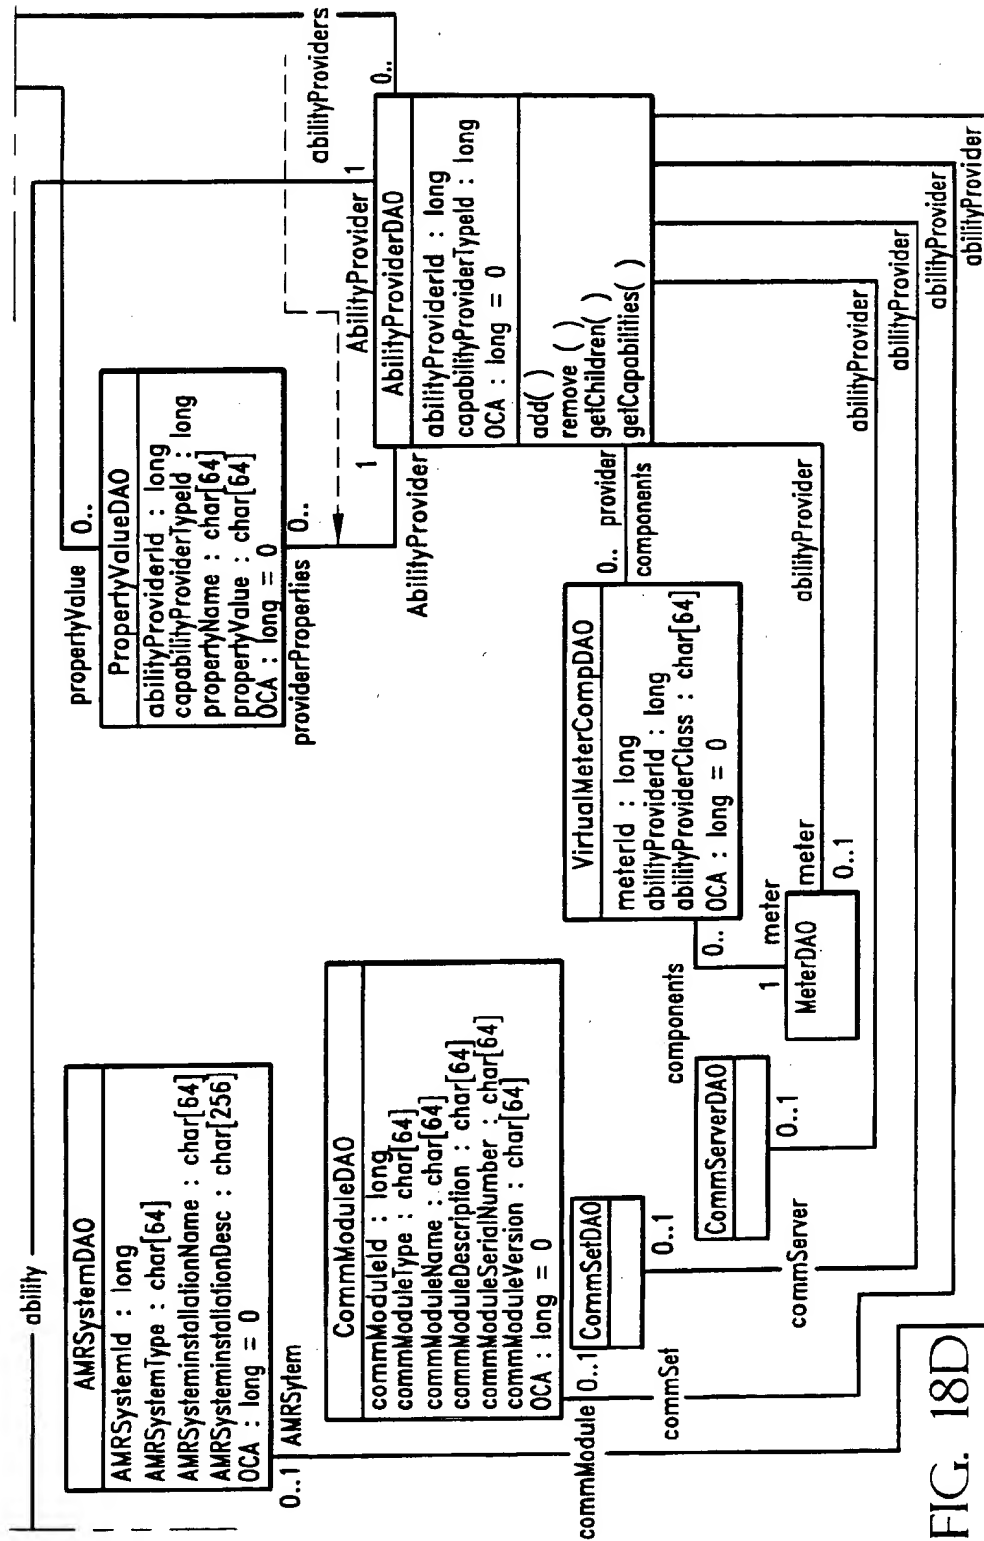 ability
AMRSystemDAO
AMRSystemId : long
AMRSystemType : char[64]
AMRSysteminstallationName : char[64]
AMRSysteminstallationDesc : char[256]
OCA : long = 0
0..1 AMRSytem
propertyValue
0..
PropertyValueDAO
abilityProviderId : long
capabilityProviderTypeId : long
propertyName : char[64]
propertyValue : char[64]
OCA : long = 0
providerProperties
0..
CommModuleDAO
commModuleId : long
commModuleType : char[64]
commModuleName : char[64]
commModuleDescription : char[64]
commModuleSerialNumber : char[64]
commModuleVersion : char[64]
OCA : long = 0
commModule 0..1
abilityProviders
0..
AbilityProvider
1
AbilityProvider
1
AbilityProviderDAO
abilityProviderId : long
capabilityProviderTypeId : long
OCA : long = 0
add( )
remove ( )
getChildren( )
getCapabilities( )
0.. provider
components
VirtualMeterCompDAO
meterId : long
abilityProviderId : long
abilityProviderClass : char[64]
OCA : long = 0
components
0..
1
meter
MeterDAO
meter
0..1
abilityProvider
CommSetDAO
0..1
commSet
CommServerDAO
0..1
commServer
abilityProvider
abilityProvider
abilityProvider
abilityProvider
FIG. 18D